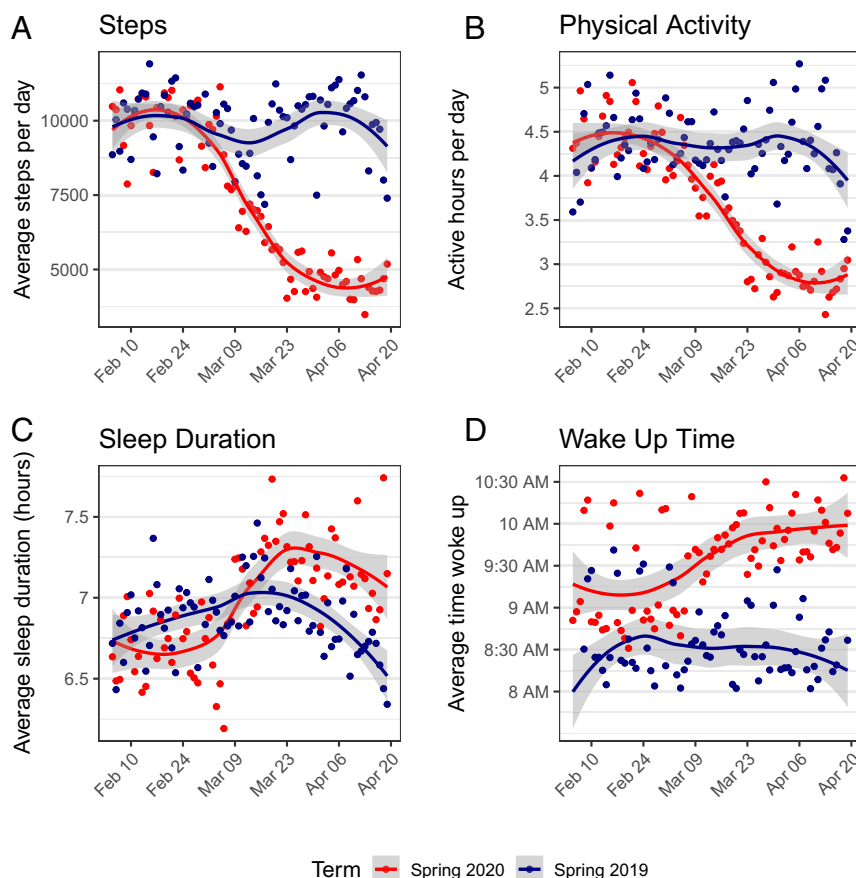 A Steps
Average steps per day
10000
7500
5000
Feb 10 Feb 24 Mar 09 Mar 23 Apr 06 Apr 20
B Physical Activity
Active hours per day
5
4.5
4
3.5
3
2.5
Feb 10 Feb 24 Mar 09 Mar 23 Apr 06 Apr 20
C Sleep Duration
Average sleep duration (hours)
7.5
7
6.5
Feb 10 Feb 24 Mar 09 Mar 23 Apr 06 Apr 20
D Wake Up Time
Average time woke up
10:30 AM
10 AM
9:30 AM
9 AM
8:30 AM
8 AM
Feb 10 Feb 24 Mar 09 Mar 23 Apr 06 Apr 20
Term Spring 2020 Spring 2019